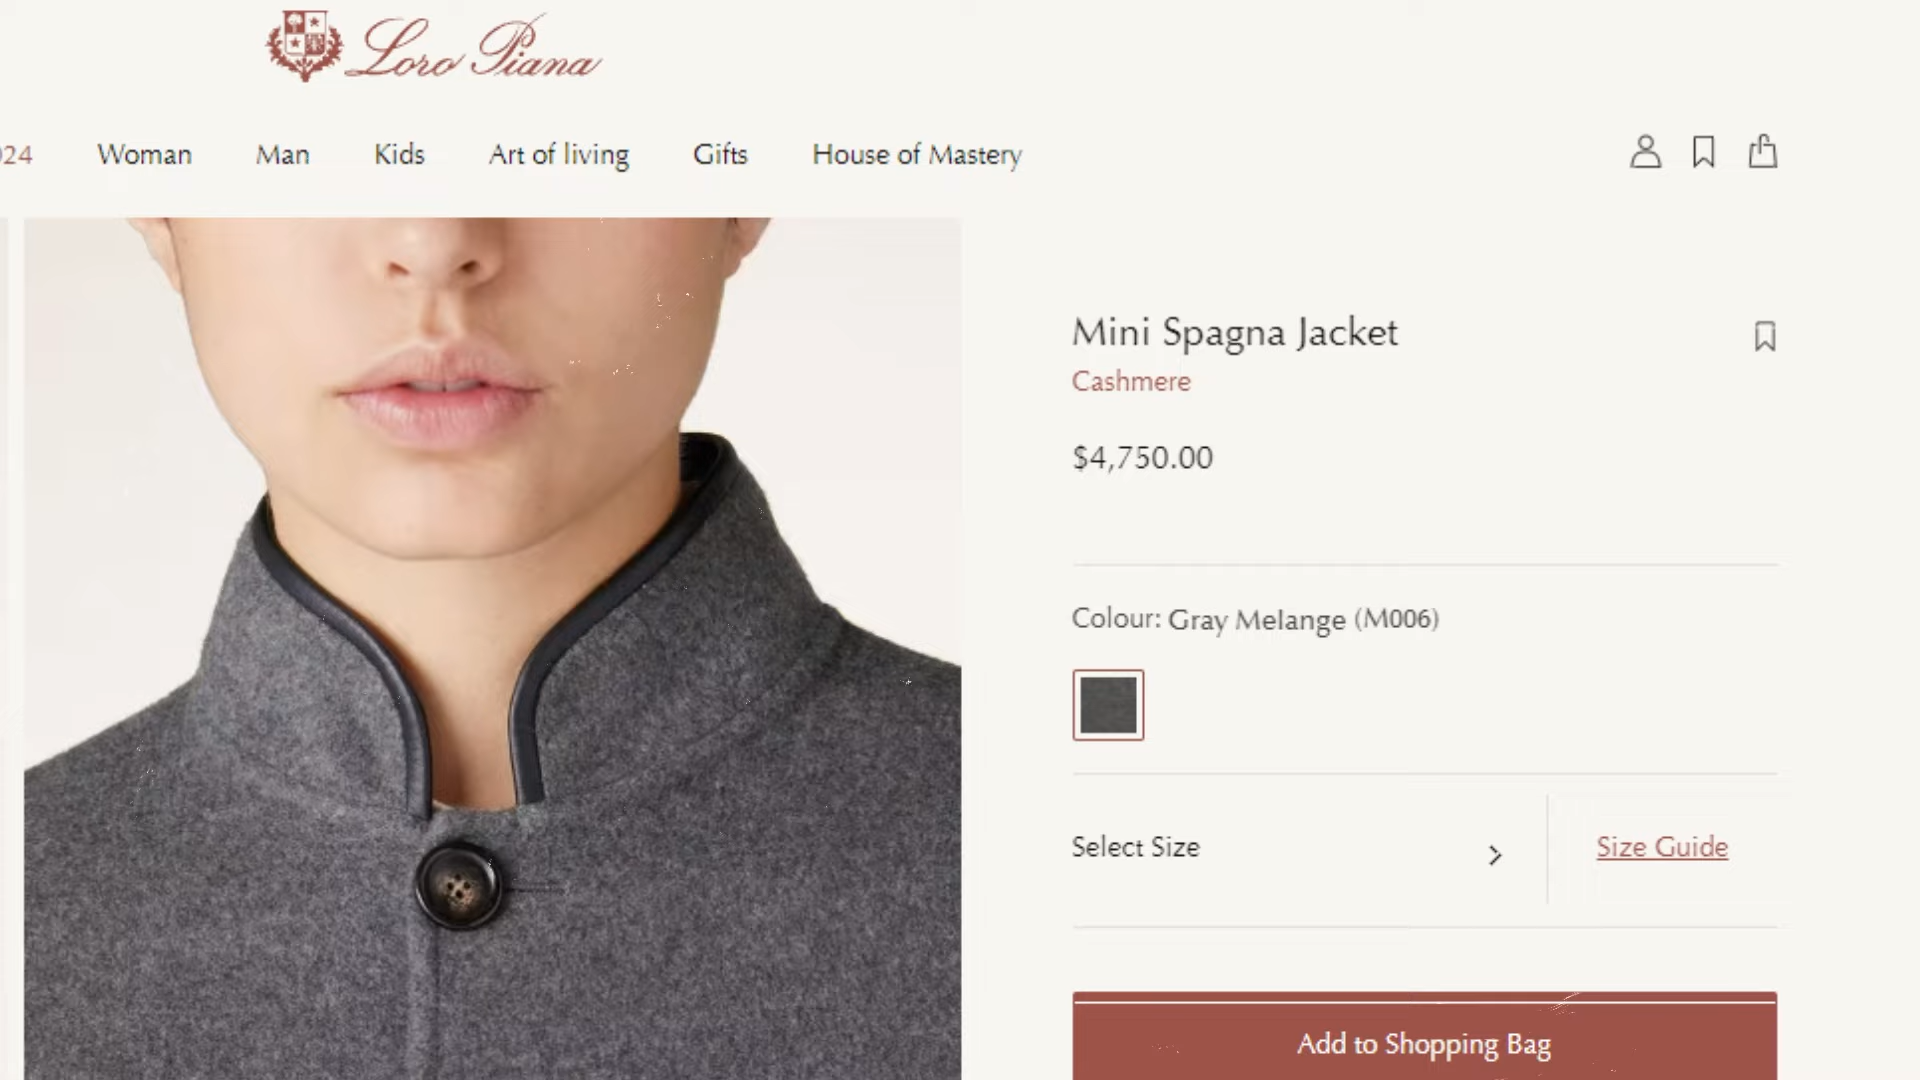 Loro Piana
024
Woman
Man
Kids
Art of living
Gifts
House of Mastery
Mini Spagna Jacket
Cashmere
$4,750.00
Colour: Gray Melange (M006)
Select Size
Size Guide
Add to Shopping Bag